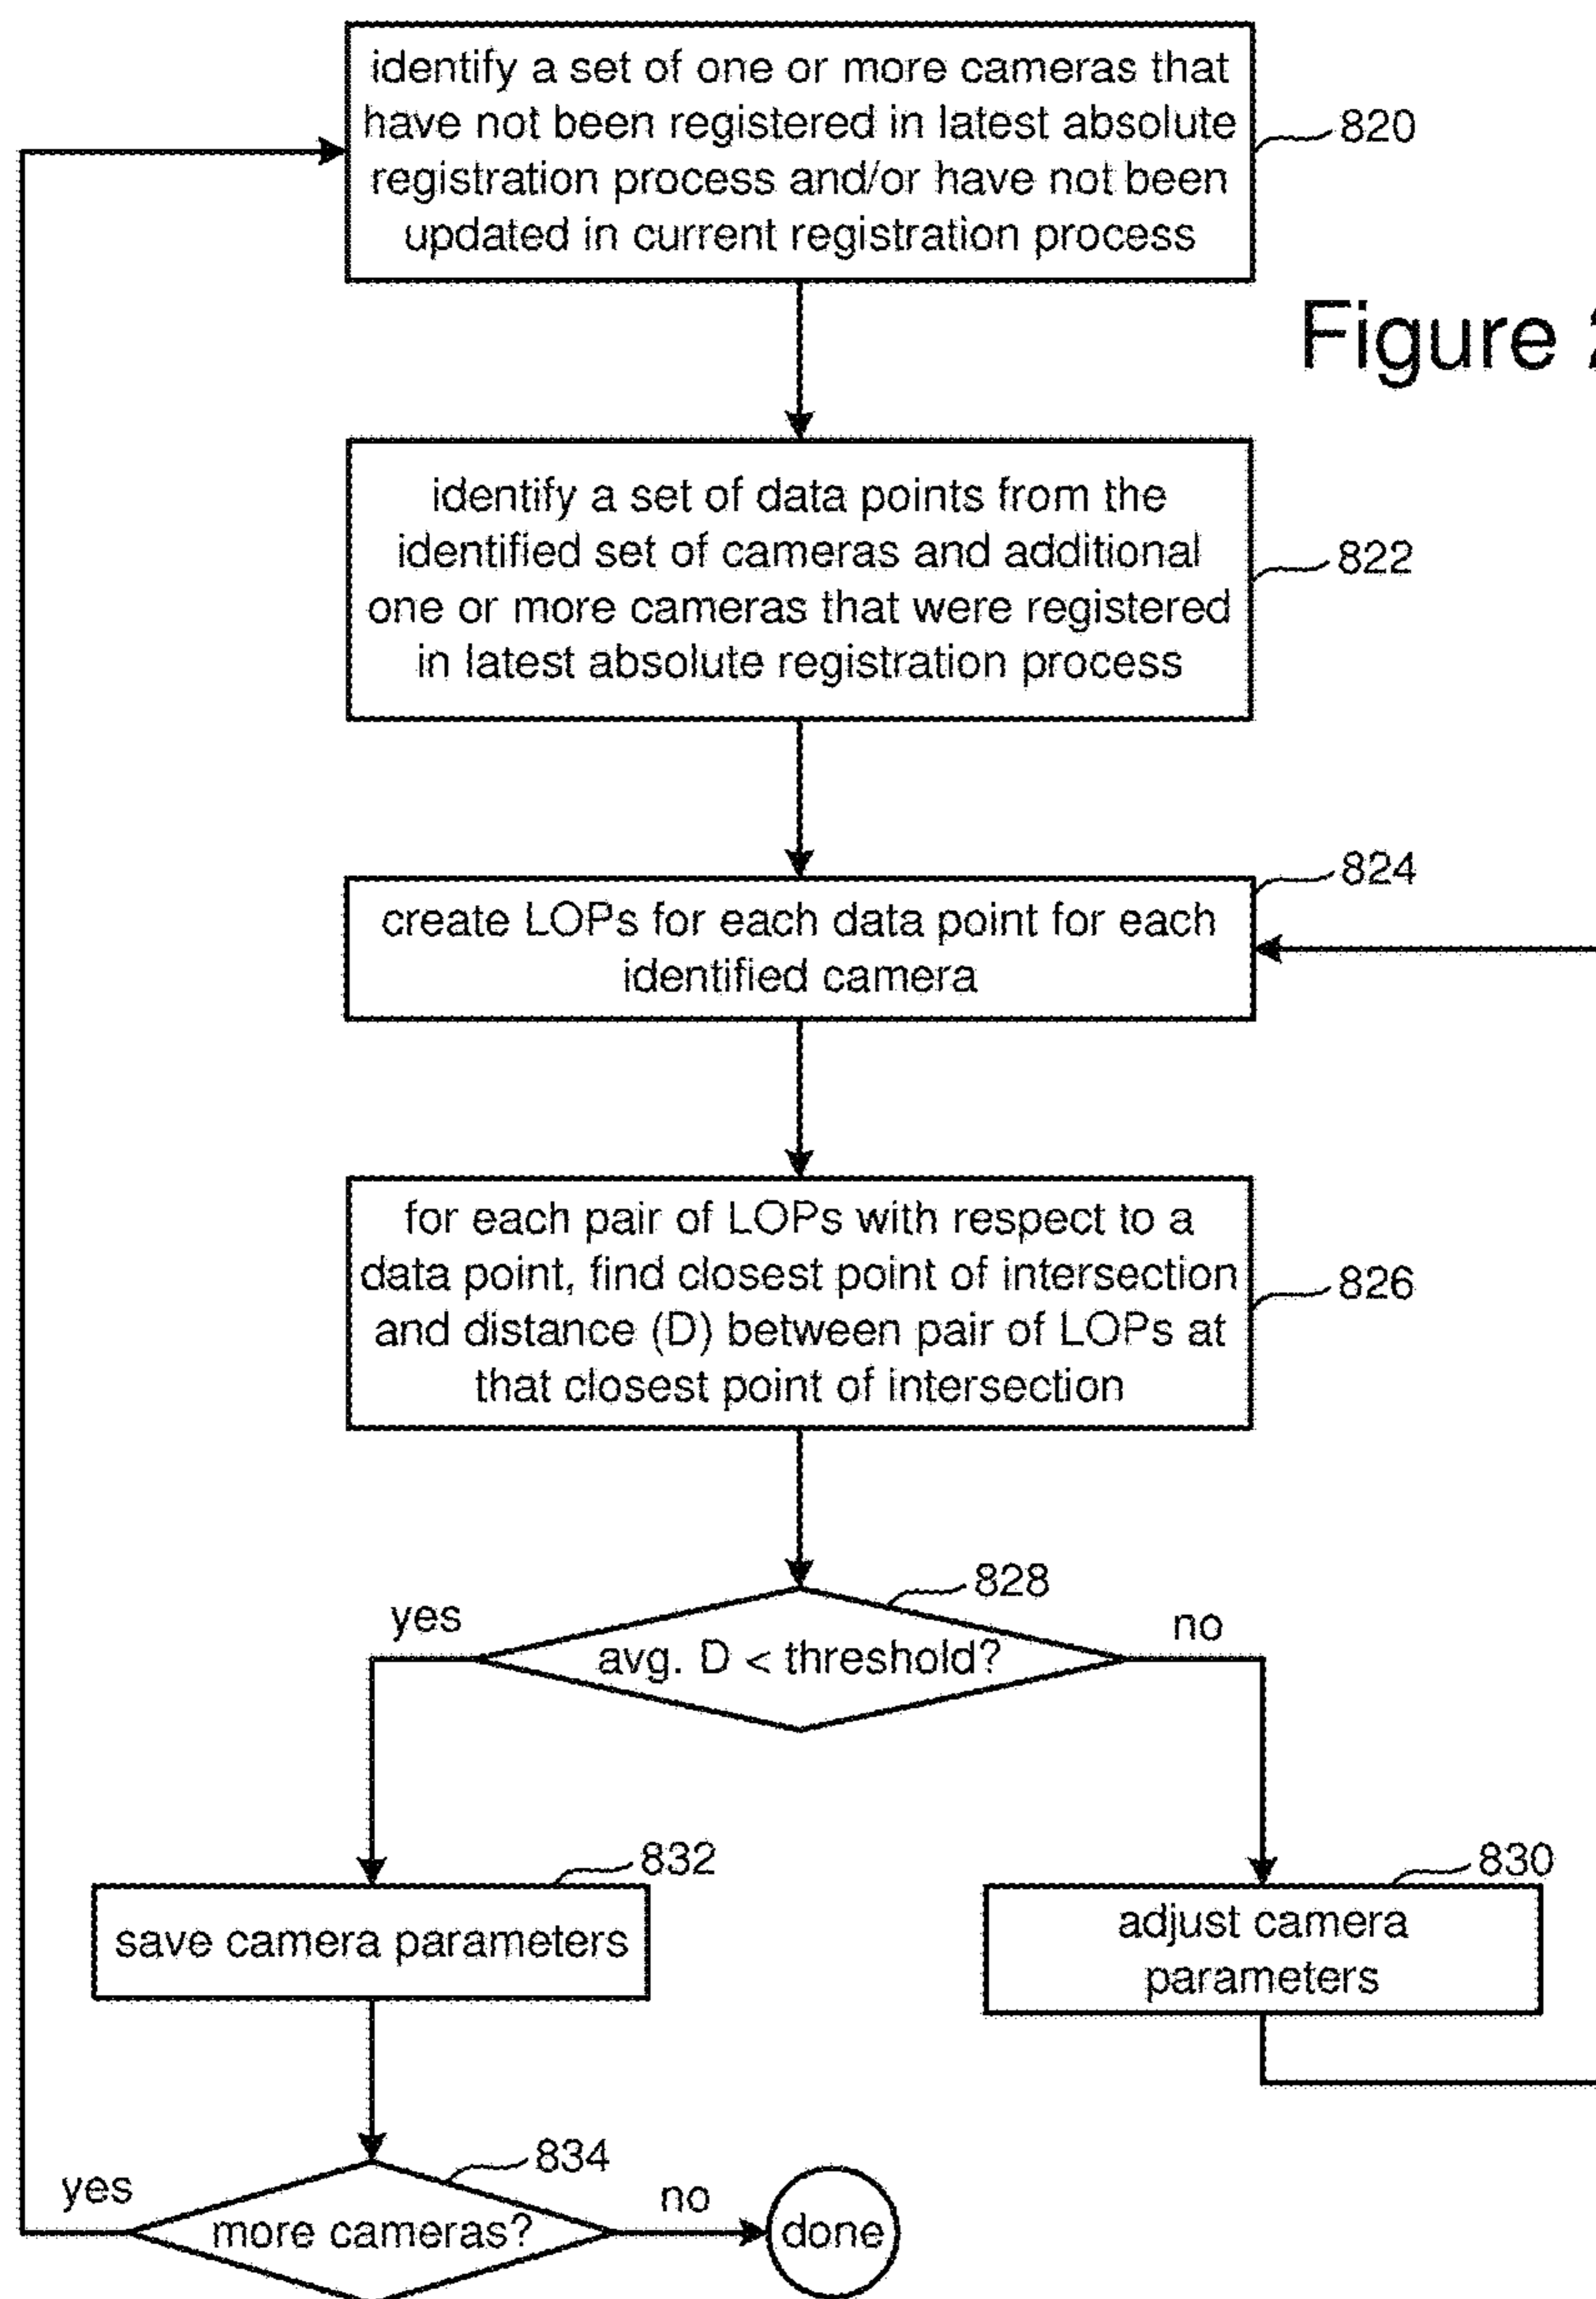 identify a set of one or more cameras that
have not been registered in latest absolute
registration process and/or have not been
updated in current registration process
820
Figure
identify a set of data points from the
identified set of cameras and additional
one or more cameras that were registered
in latest absolute registration process
822
824
create LOPs for each data point for each
identified camera
for each pair of LOPs with respect to a
data point, find closest point of intersection
and distance (D) between pair of LOPs at
that closest point of intersection
826
828
yes
no
avg. D < threshold?
832
830
save camera parameters
adjust camera
parameters
834
yes
no
more cameras?
done